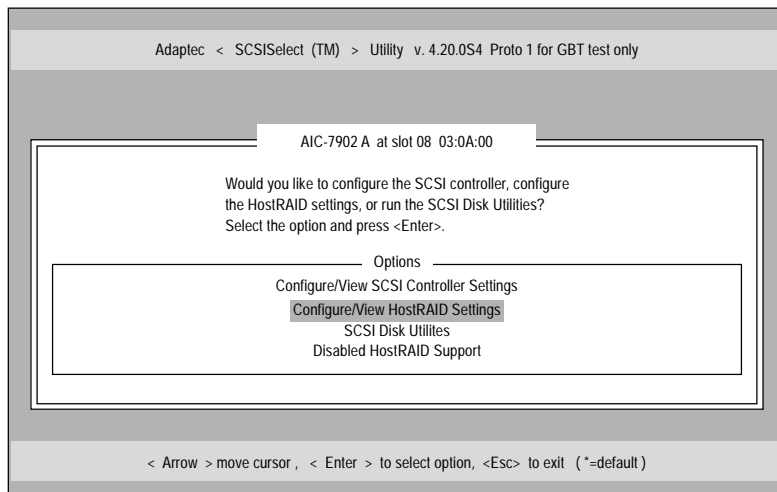 Adaptec < SCSISelect (TM) > Utility v. 4.20.0S4 Proto 1 for GBT test only
AIC-7902 A at slot 08 03:0A:00
Would you like to configure the SCSI controller, configure
the HostRAID settings, or run the SCSI Disk Utilities?
Select the option and press <Enter>.
Options
Configure/View SCSI Controller Settings
Configure/View HostRAID Settings
SCSI Disk Utilites
Disabled HostRAID Support
< Arrow > move cursor , < Enter > to select option, <Esc> to exit ( *=default )